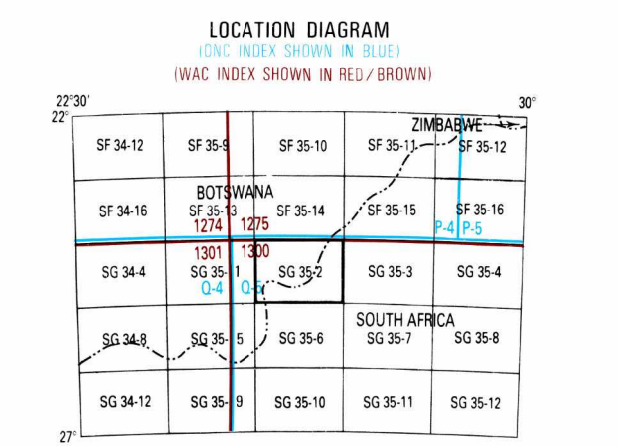 LOCATION DIAGRAM
(ONC INDEX SHOWN IN BLUE)
(WAC INDEX SHOWN IN RED/BROWN)
22°30' 30°
22°
ZIMBABWE
SF 34-12 SF 35-9 SF 35-10 SF 35-11 SF 35-12
BOTSWANA
SF 34-16 SF 35-13 SF 35-14 SF 35-15 SF 35-16
1274 1275 P-4 P-5
1301 1300
SG 34-4 SG 35-1 SG 35-2 SG 35-3 SG 35-4
Q-4 Q-5
SOUTH AFRICA
SG 34-8 SG 35-5 SG 35-6 SG 35-7 SG 35-8
SG 34-12 SG 35-9 SG 35-10 SG 35-11 SG 35-12
27°